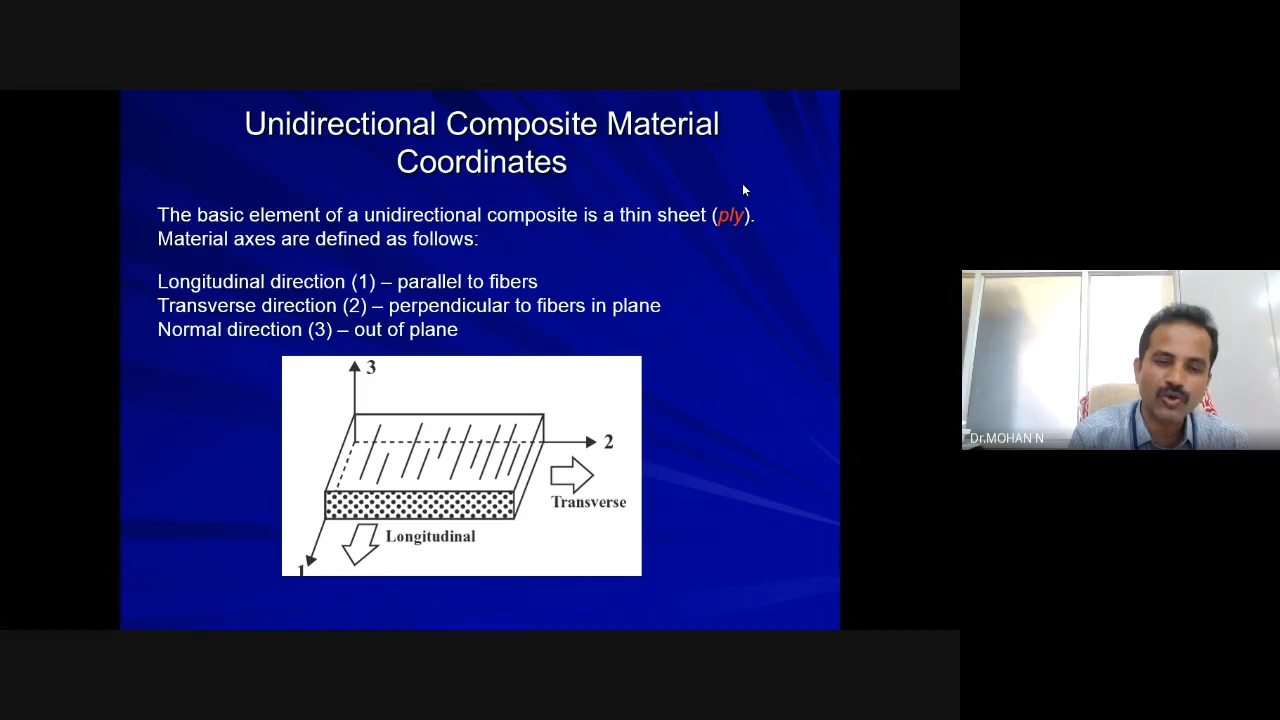 Unidirectional Composite Material
Coordinates
The basic element of a unidirectional composite is a thin sheet (ply).
Material axes are defined as follows:
Longitudinal direction (1) – parallel to fibers
Transverse direction (2) – perpendicular to fibers in plane
Normal direction (3) – out of plane
3
2
Transverse
Longitudinal
1
Dr.MOHAN N